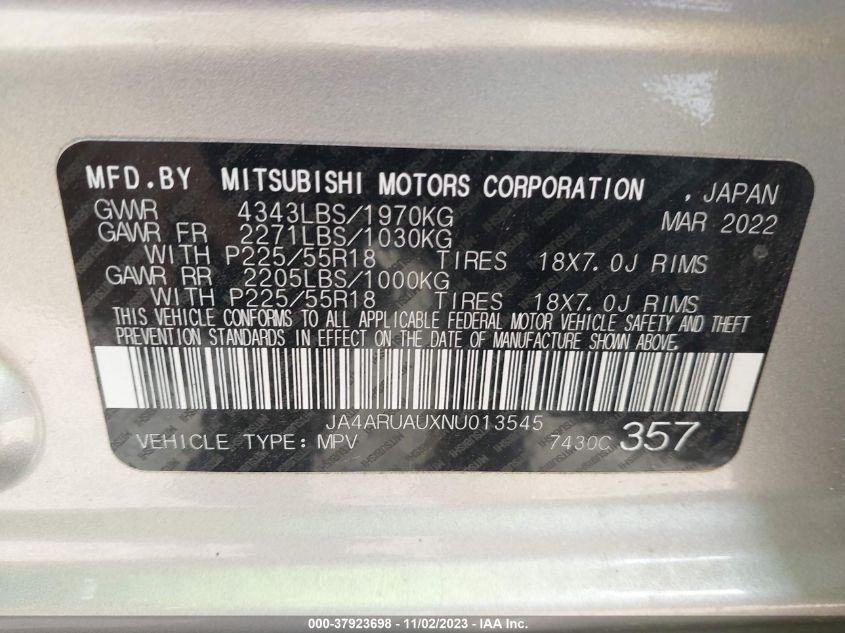 MFD.BY MITSUBISHI MOTORS CORPORATION , JAPAN
GVWR 4343LBS/1970KG MAR 2022
GAWR FR 2271LBS/1030KG
WITH P225/55R18 TIRES 18X7.0J RIMS
GAWR RR 2205LBS/1000KG
WITH P225/55R18 TIRES 18X7.0J RIMS
THIS VEHICLE CONFORMS TO ALL APPLICABLE FEDERAL MOTOR VEHICLE SAFETY AND THEFT
PREVENTION STANDARDS IN EFFECT ON THE DATE OF MANUFACTURE SHOWN ABOVE.
JA4ARUAUXNU013545
VEHICLE TYPE: MPV 7430C 357
000-37923698 - 11/02/2023 - IAA Inc.